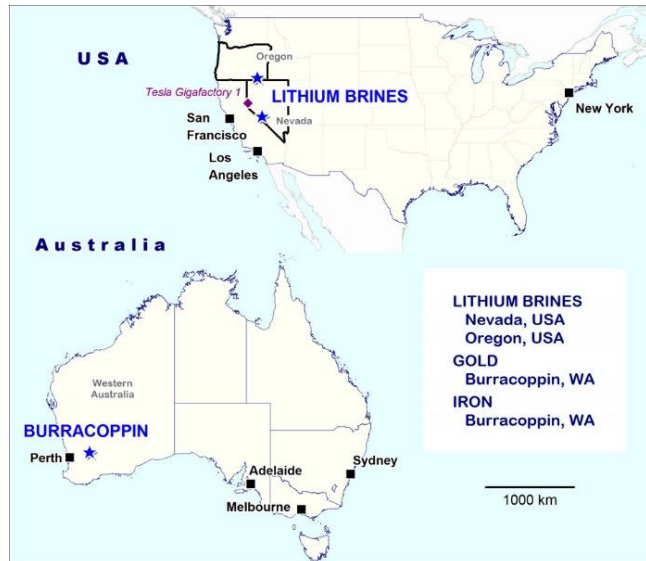 USA
Oregon
Tesla Gigafactory 1
LITHIUM BRINES
Nevada
San
Francisco
Los
Angeles
New York
Australia
Western
Australia
BURRACOPPIN
Perth
Adelaide
Melbourne
Sydney
LITHIUM BRINES
Nevada, USA
Oregon, USA
GOLD
Burracoppin, WA
IRON
Burracoppin, WA
1000 km